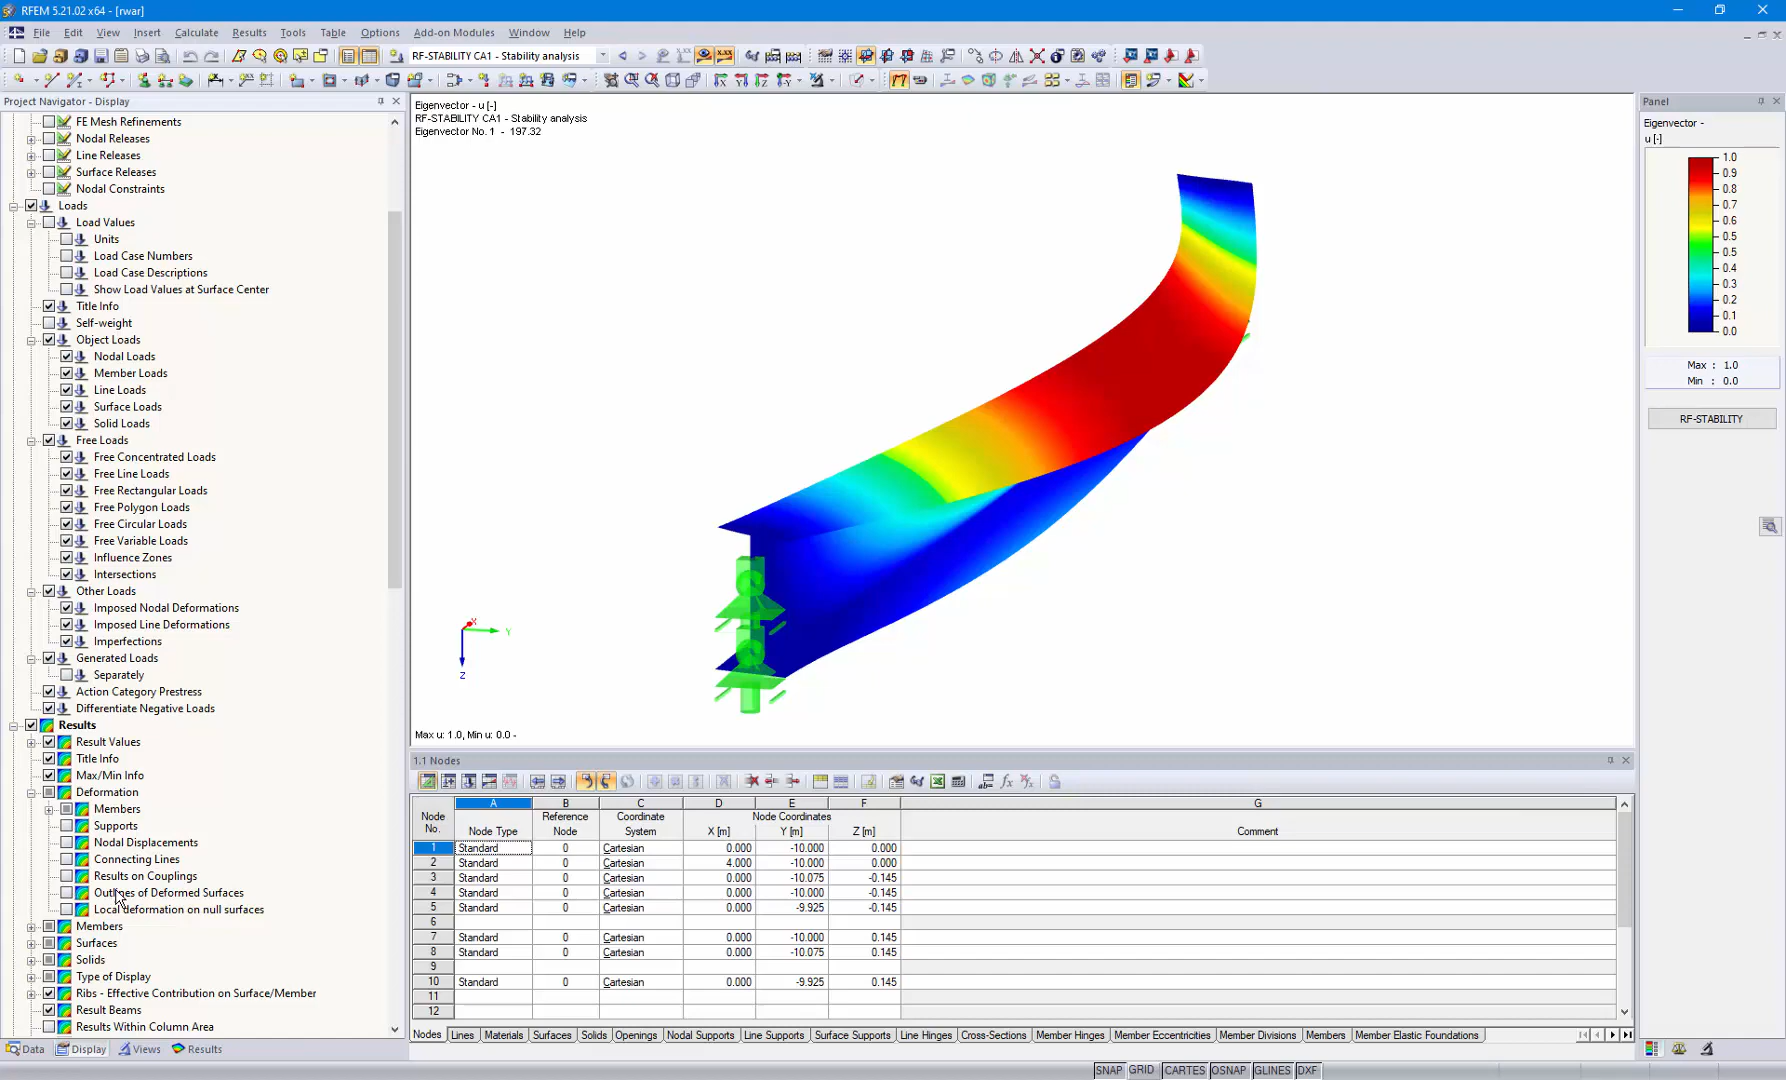 RFEM 5.21.02 x64 - [rwar]
File Edit View Insert Calculate Results Tools Table Options Add-on Modules Window Help
RF-STABILITY CA1 - Stability analysis
Project Navigator - Display
FE Mesh Refinements
Nodal Releases
Line Releases
Surface Releases
Nodal Constraints
Loads
Load Values
Units
Load Case Numbers
Load Case Descriptions
Show Load Values at Surface Center
Title Info
Self-weight
Object Loads
Nodal Loads
Member Loads
Line Loads
Surface Loads
Solid Loads
Free Loads
Free Concentrated Loads
Free Line Loads
Free Rectangular Loads
Free Polygon Loads
Free Circular Loads
Free Variable Loads
Influence Zones
Intersections
Other Loads
Imposed Nodal Deformations
Imposed Line Deformations
Imperfections
Generated Loads
Separately
Action Category Prestress
Differentiate Negative Loads
Results
Result Values
Title Info
Max/Min Info
Deformation
Members
Supports
Nodal Displacements
Connecting Lines
Results on Couplings
Outlines of Deformed Surfaces
Local deformation on null surfaces
Members
Surfaces
Solids
Type of Display
Ribs - Effective Contribution on Surface/Member
Result Beams
Results Within Column Area
Data Display Views Results
Eigenvector - u [-]
RF-STABILITY CA1 - Stability analysis
Eigenvector No. 1 - 197.32
X
Y
Z
Max u: 1.0, Min u: 0.0 -
Panel
Eigenvector -
u [-]
1.0
0.9
0.8
0.7
0.6
0.5
0.4
0.3
0.2
0.1
0.0
Max : 1.0
Min : 0.0
RF-STABILITY
1.1 Nodes
A B C D E F G
Node No. Node Type Reference Node Coordinate System Node Coordinates X [m] Y [m] Z [m] Comment
1 Standard 0 Cartesian 0.000 -10.000 0.000
2 Standard 0 Cartesian 4.000 -10.000 0.000
3 Standard 0 Cartesian 0.000 -10.075 -0.145
4 Standard 0 Cartesian 0.000 -10.000 -0.145
5 Standard 0 Cartesian 0.000 -9.925 -0.145
6
7 Standard 0 Cartesian 0.000 -10.000 0.145
8 Standard 0 Cartesian 0.000 -10.075 0.145
9
10 Standard 0 Cartesian 0.000 -9.925 0.145
11
12
Nodes Lines Materials Surfaces Solids Openings Nodal Supports Line Supports Surface Supports Line Hinges Cross-Sections Member Hinges Member Eccentricities Member Divisions Members Member Elastic Foundations
SNAP GRID CARTES OSNAP GLINES DXF